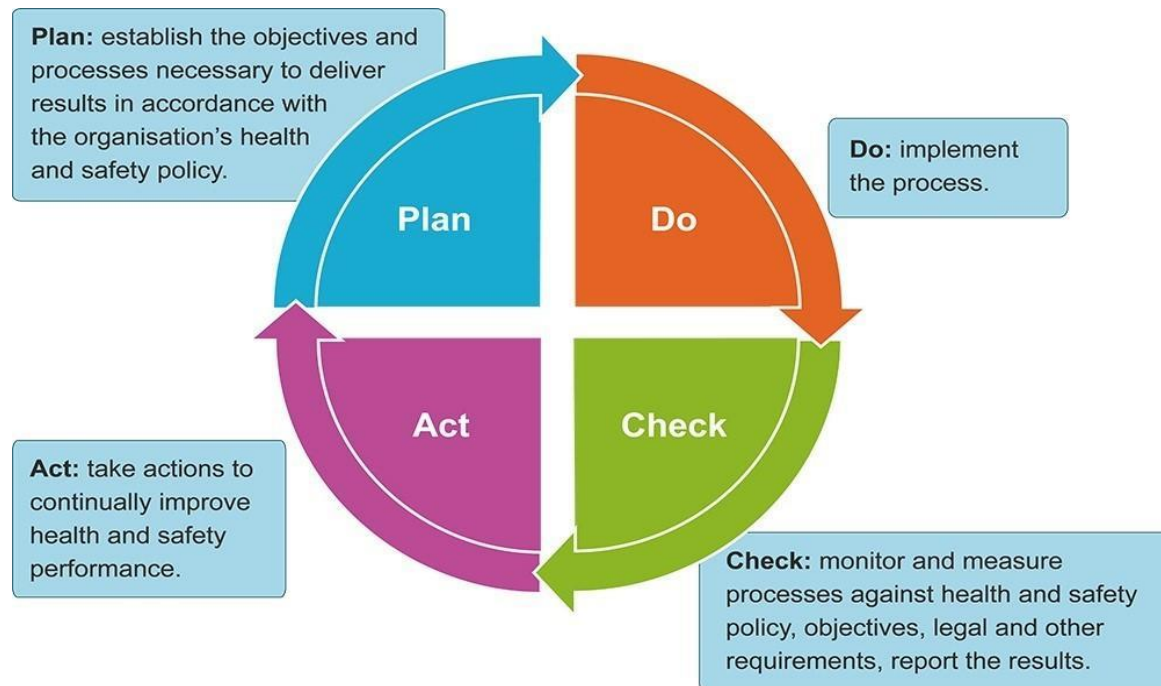 Plan: establish the objectives and
processes necessary to deliver
results in accordance with
the organisation's health
and safety policy.
Plan
Do
Do: implement
the process.
Act
Check
Act: take actions to
continually improve
health and safety
performance.
Check: monitor and measure
processes against health and safety
policy, objectives, legal and other
requirements, report the results.